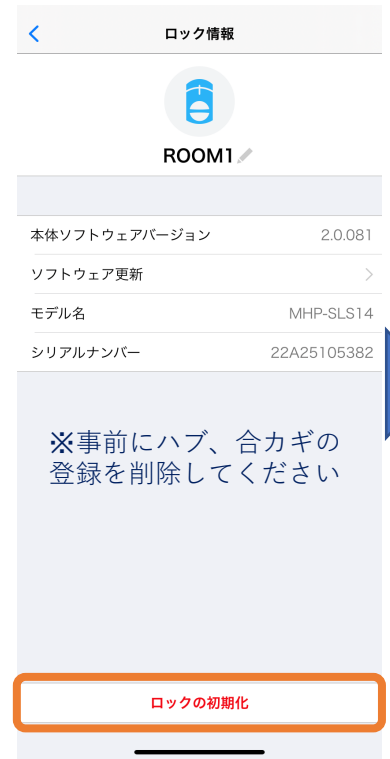 ロック情報
ROOM1
本体ソフトウェアバージョン 2.0.081
ソフトウェア更新
モデル名 MHP-SLS14
シリアルナンバー 22A25105382
※事前にハブ、合カギの
登録を削除してください
ロックの初期化